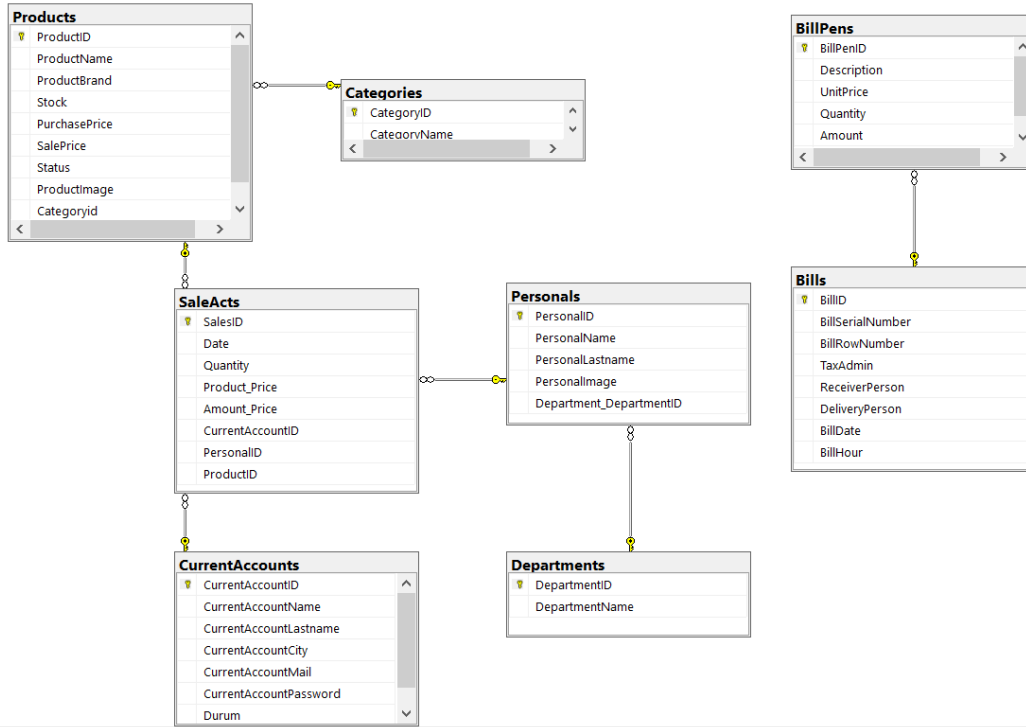 Products
ProductID
ProductName
ProductBrand
Stock
PurchasePrice
SalePrice
Status
ProductImage
Categoryid
Categories
CategoryID
CategoryName
BillPens
BillPenID
Description
UnitPrice
Quantity
Amount
SaleActs
SalesID
Date
Quantity
Product_Price
Amount_Price
CurrentAccountID
PersonalID
ProductID
Personals
PersonalID
PersonalName
PersonalLastname
PersonalImage
Department_DepartmentID
Bills
BillID
BillSerialNumber
BillRowNumber
TaxAdmin
ReceiverPerson
DeliveryPerson
BillDate
BillHour
CurrentAccounts
CurrentAccountID
CurrentAccountName
CurrentAccountLastname
CurrentAccountCity
CurrentAccountMail
CurrentAccountPassword
Durum
Departments
DepartmentID
DepartmentName